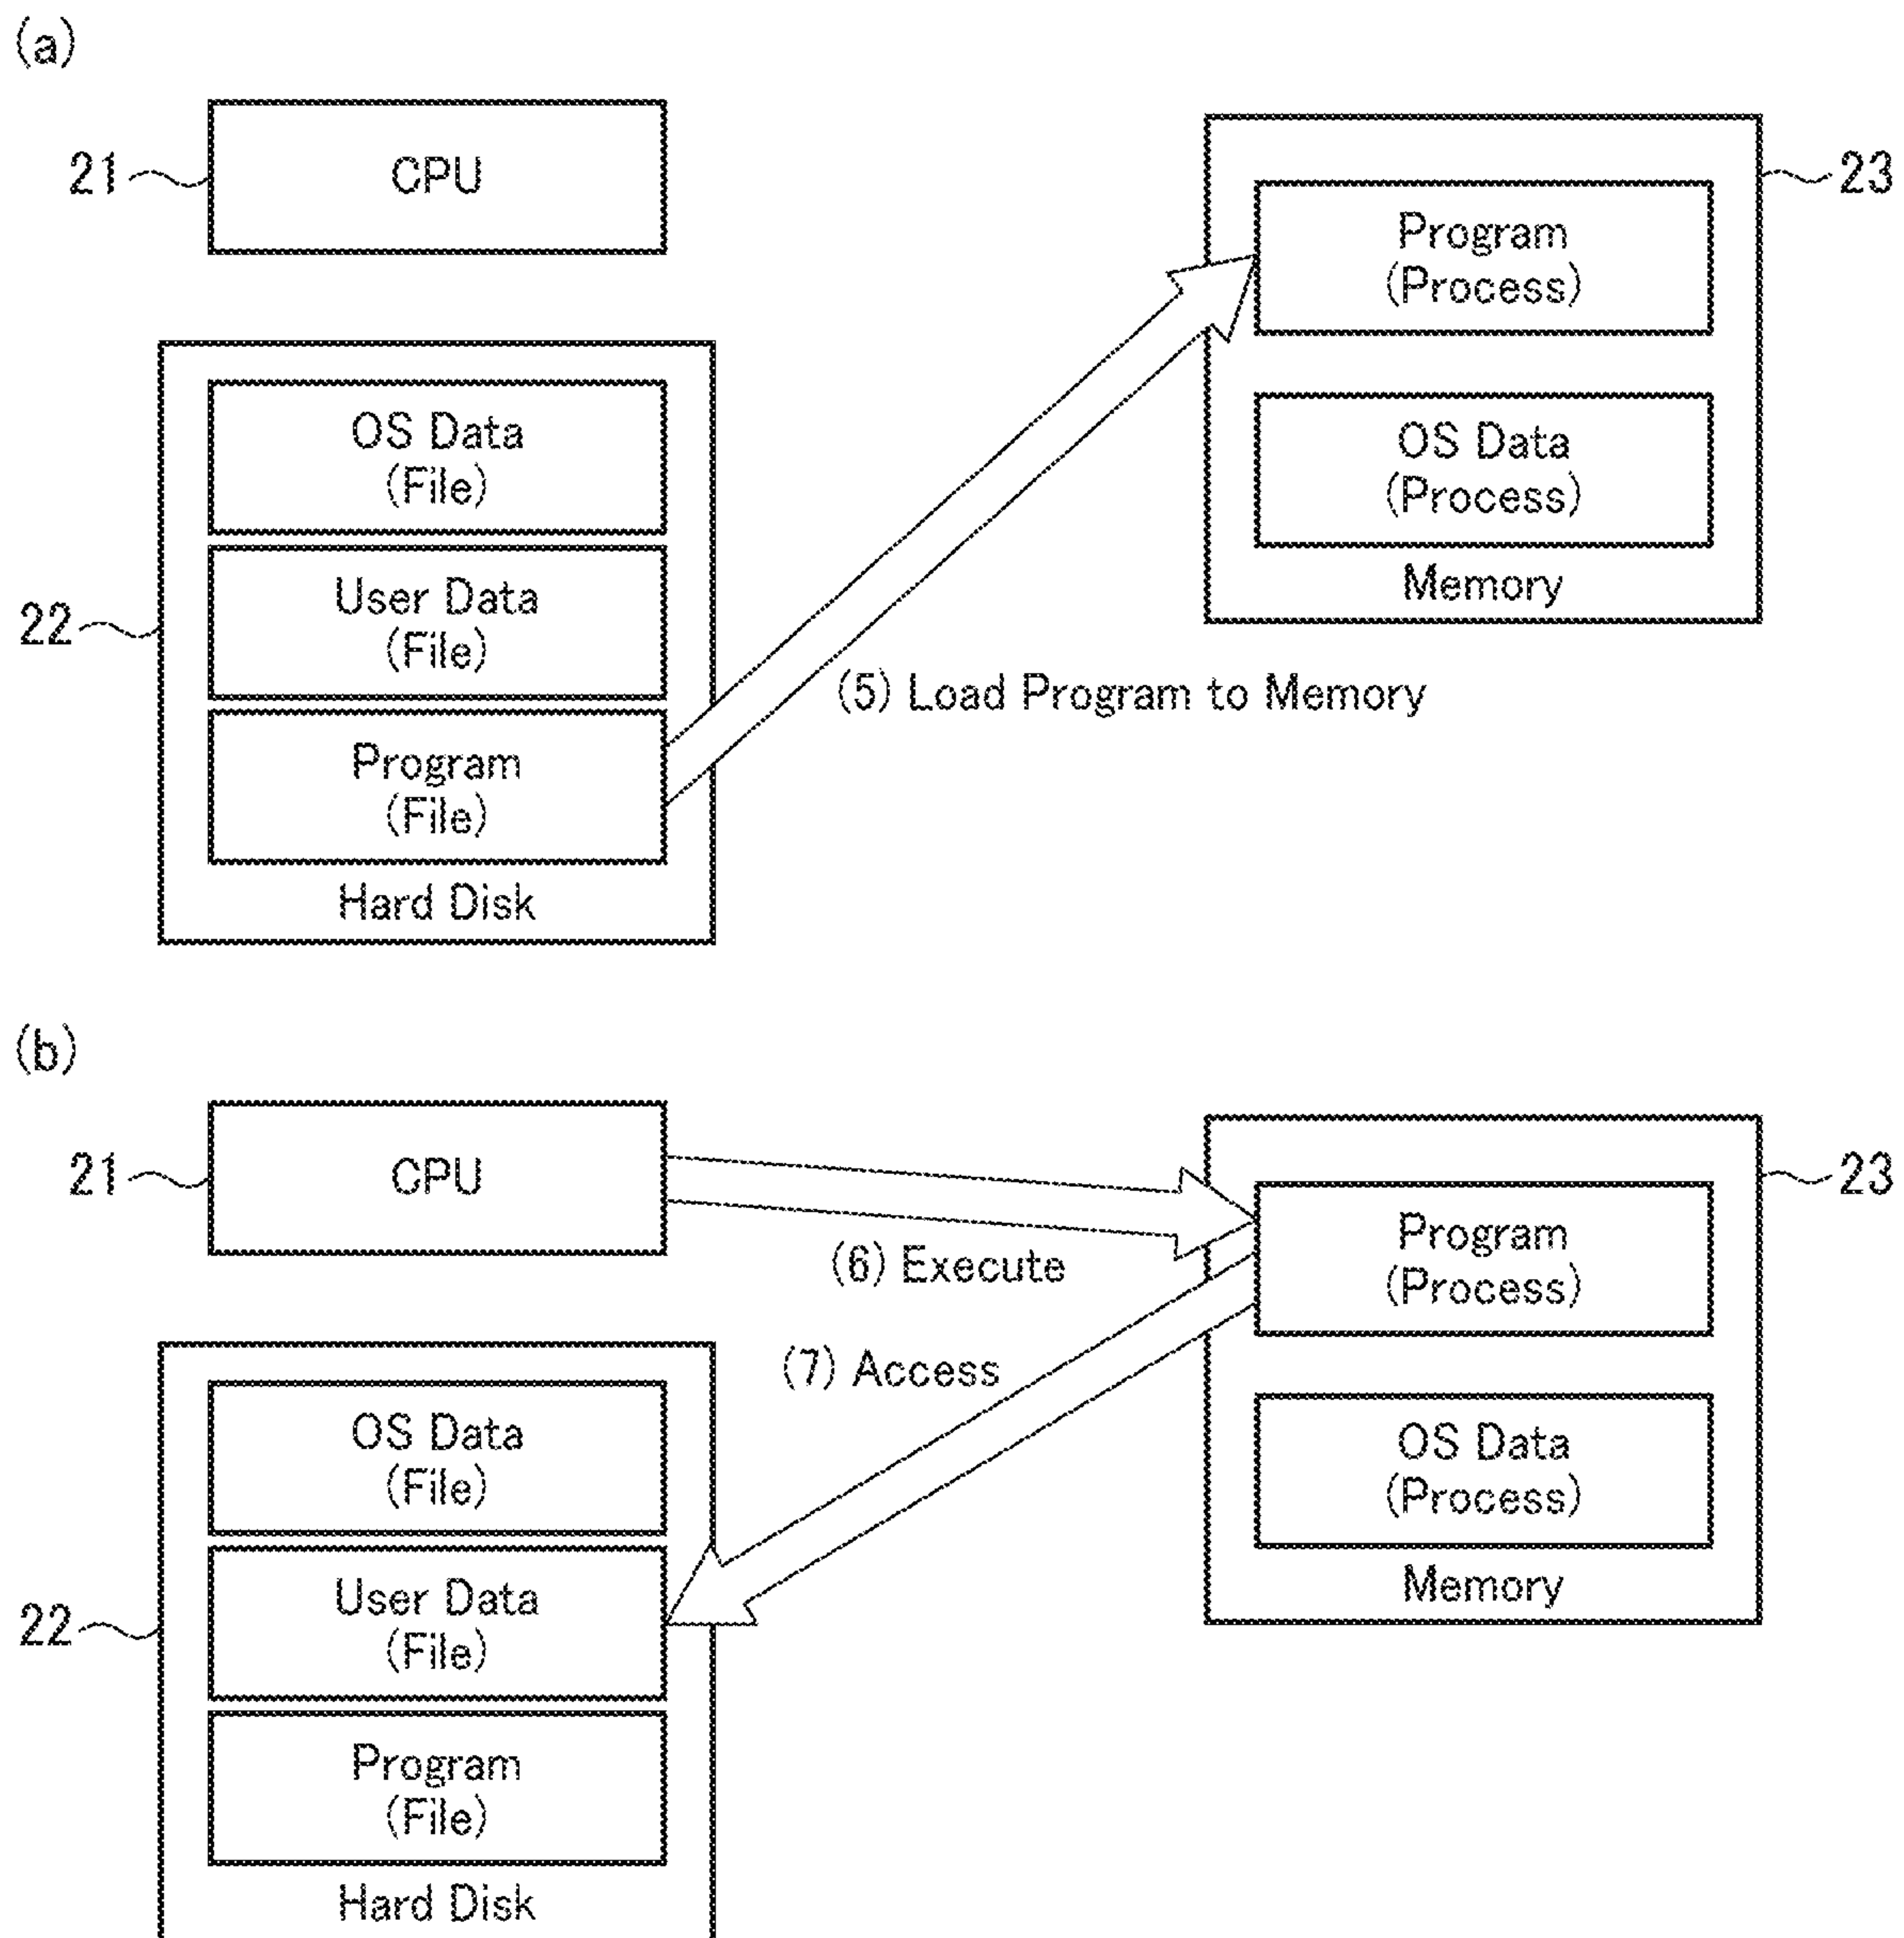 (a)
21
CPU
23
Program
(Process)
OS Data
(Process)
Memory
22
OS Data
(File)
User Data
(File)
Program
(File)
Hard Disk
(5) Load Program to Memory
(b)
21
CPU
23
Program
(Process)
OS Data
(Process)
Memory
(6) Execute
(7) Access
22
OS Data
(File)
User Data
(File)
Program
(File)
Hard Disk